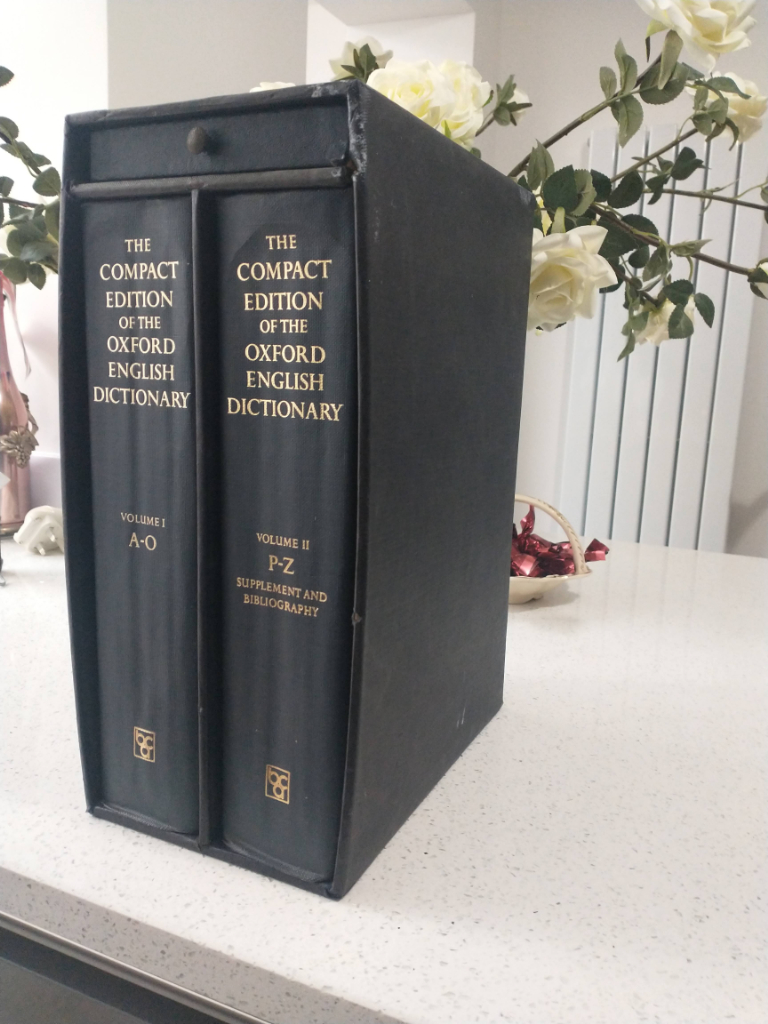 THE
COMPACT
EDITION
OF THE
OXFORD
ENGLISH
DICTIONARY
VOLUME I
A-O
THE
COMPACT
EDITION
OF THE
OXFORD
ENGLISH
DICTIONARY
VOLUME II
P-Z
SUPPLEMENT AND
BIBLIOGRAPHY